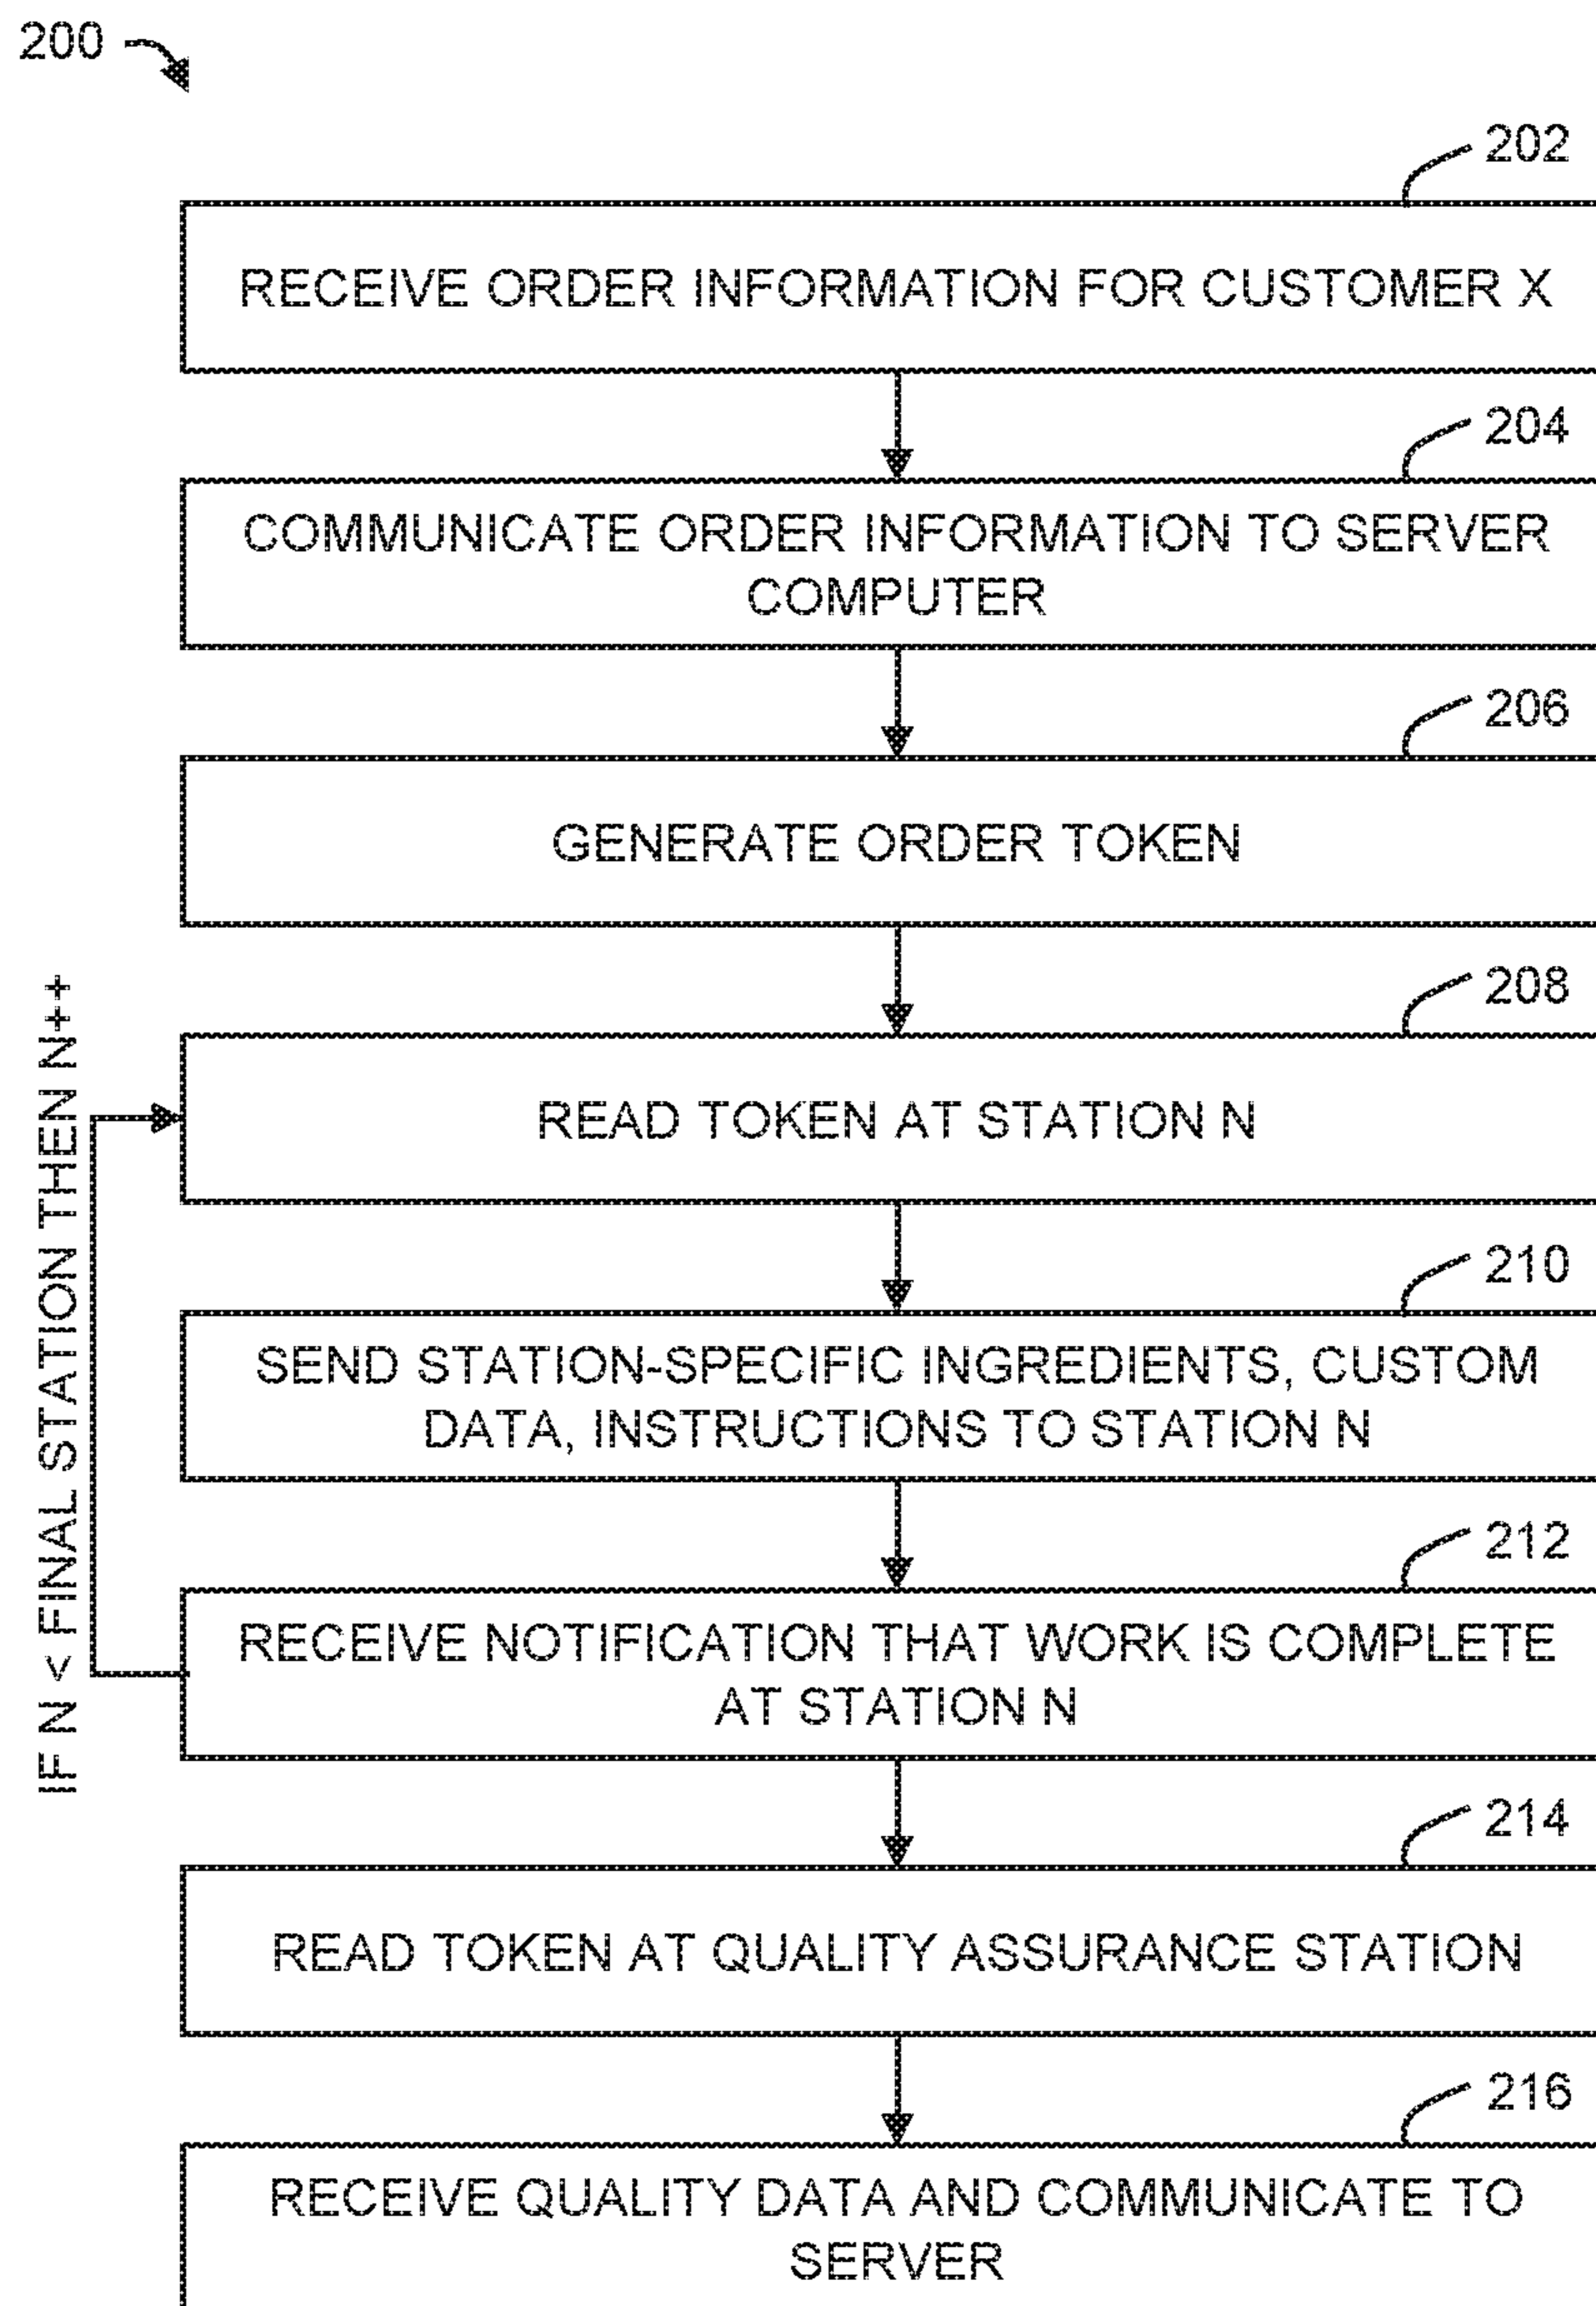 200
202
RECEIVE ORDER INFORMATION FOR CUSTOMER X
204
COMMUNICATE ORDER INFORMATION TO SERVER
COMPUTER
206
GENERATE ORDER TOKEN
208
READ TOKEN AT STATION N
IF N < FINAL STATION THEN N++
210
SEND STATION-SPECIFIC INGREDIENTS, CUSTOM
DATA, INSTRUCTIONS TO STATION N
212
RECEIVE NOTIFICATION THAT WORK IS COMPLETE
AT STATION N
214
READ TOKEN AT QUALITY ASSURANCE STATION
216
RECEIVE QUALITY DATA AND COMMUNICATE TO
SERVER